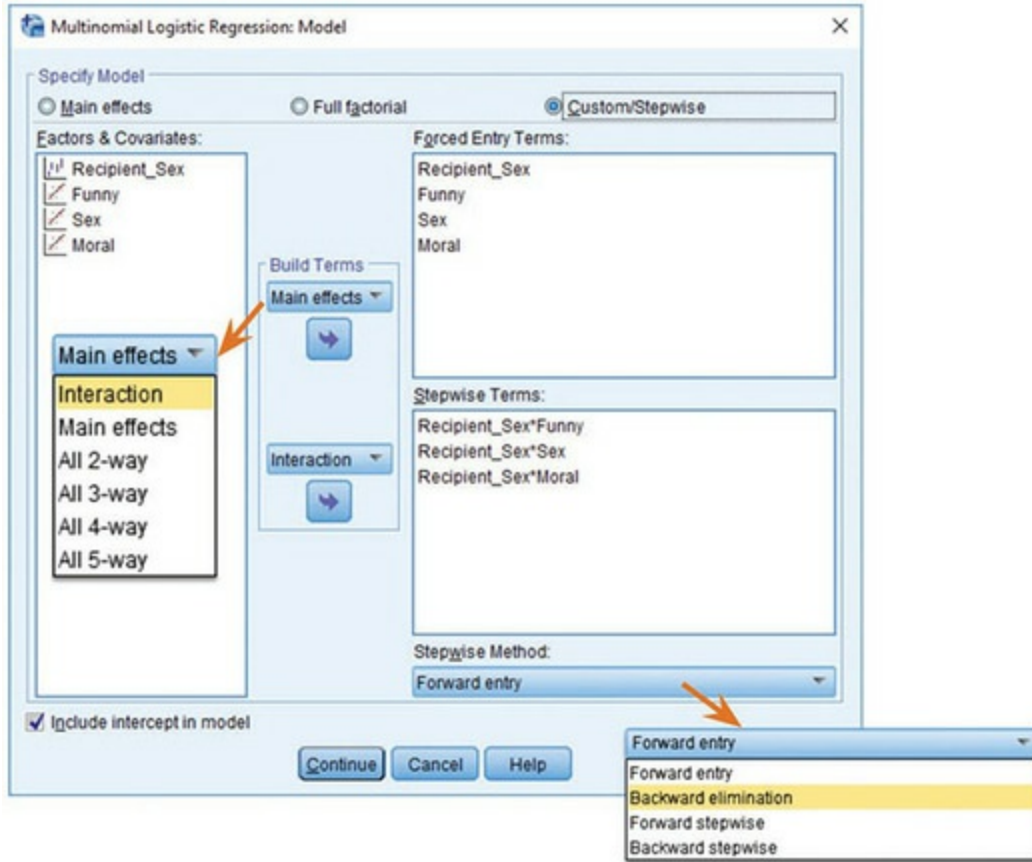 Multinomial Logistic Regression: Model
Specify Model
Main effects
Full factorial
Custom/Stepwise
Factors & Covariates:
Recipient_Sex
Funny
Sex
Moral
Build Terms
Main effects
Main effects
Interaction
Main effects
All 2-way
All 3-way
All 4-way
All 5-way
Interaction
Forced Entry Terms:
Recipient_Sex
Funny
Sex
Moral
Stepwise Terms:
Recipient_Sex*Funny
Recipient_Sex*Sex
Recipient_Sex*Moral
Stepwise Method:
Forward entry
Include intercept in model
Continue
Cancel
Help
Forward entry
Forward entry
Backward elimination
Forward stepwise
Backward stepwise